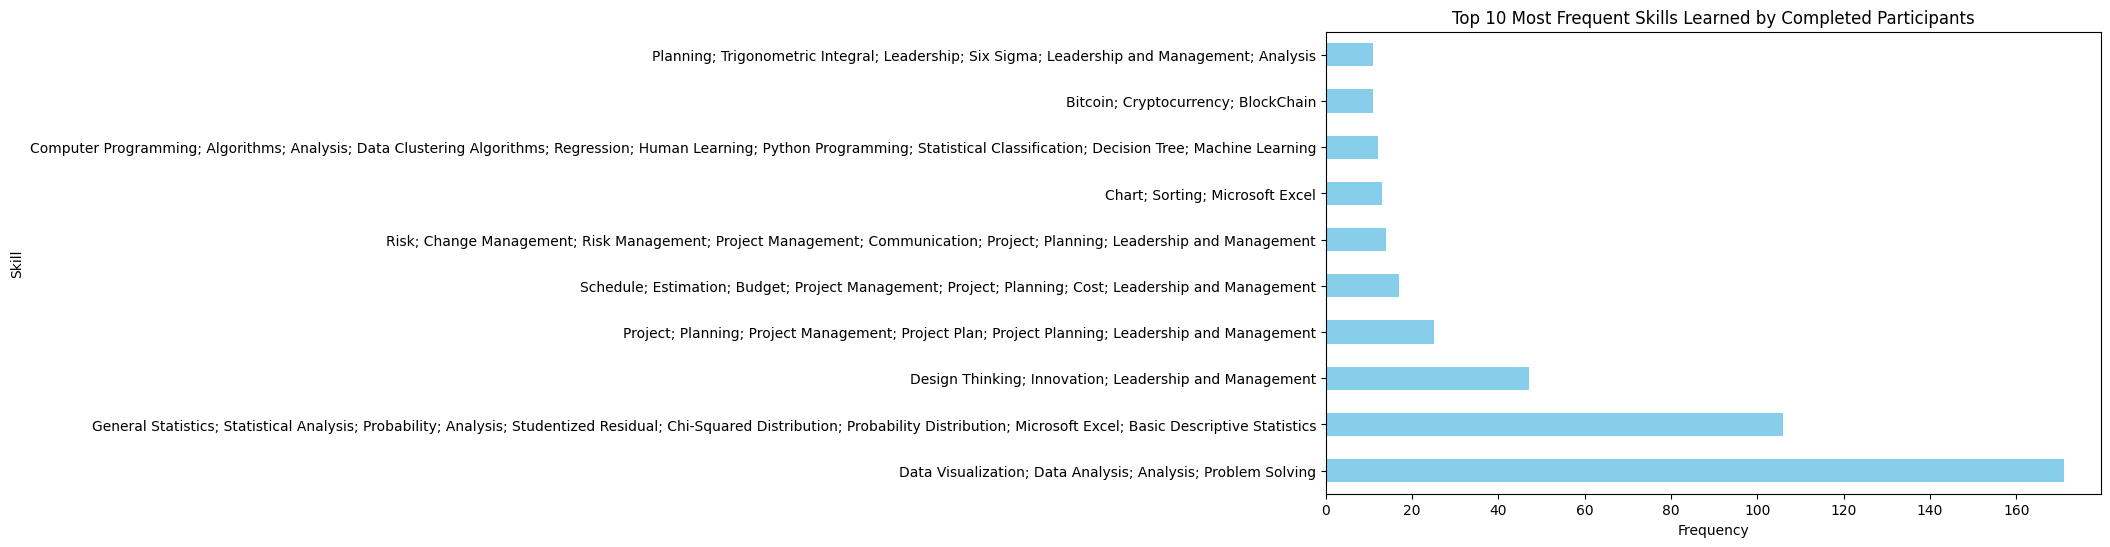 Top 10 Most Frequent Skills Learned by Completed Participants
Skill
Planning; Trigonometric Integral; Leadership; Six Sigma; Leadership and Management; Analysis
Bitcoin; Cryptocurrency; BlockChain
Computer Programming; Algorithms; Analysis; Data Clustering Algorithms; Regression; Human Learning; Python Programming; Statistical Classification; Decision Tree; Machine Learning
Chart; Sorting; Microsoft Excel
Risk; Change Management; Risk Management; Project Management; Communication; Project; Planning; Leadership and Management
Schedule; Estimation; Budget; Project Management; Project; Planning; Cost; Leadership and Management
Project; Planning; Project Management; Project Plan; Project Planning; Leadership and Management
Design Thinking; Innovation; Leadership and Management
General Statistics; Statistical Analysis; Probability; Analysis; Studentized Residual; Chi-Squared Distribution; Probability Distribution; Microsoft Excel; Basic Descriptive Statistics
Data Visualization; Data Analysis; Analysis; Problem Solving
0 20 40 60 80 100 120 140 160
Frequency